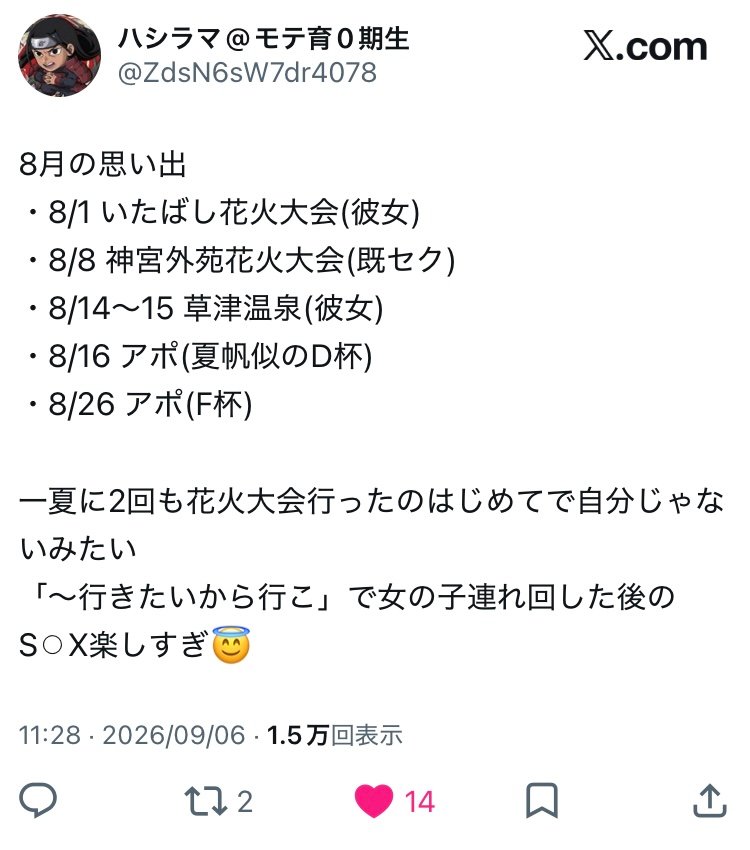 ハシラマ@モテ育0期生
@ZdsN6sW7dr4078
X.com
8月の思い出
・8/1 いたばし花火大会(彼女)
・8/8 神宮外苑花火大会(既セク)
・8/14〜15 草津温泉(彼女)
・8/16 アポ(夏帆似のD杯)
・8/26 アポ(F杯)
一夏に2回も花火大会行ったのはじめてで自分じゃな
いみたい
「〜行きたいから行こ」で女の子連れ回した後の
S○X楽しすぎ😇
11:28 · 2026/09/06 · 1.5万回表示
2
14